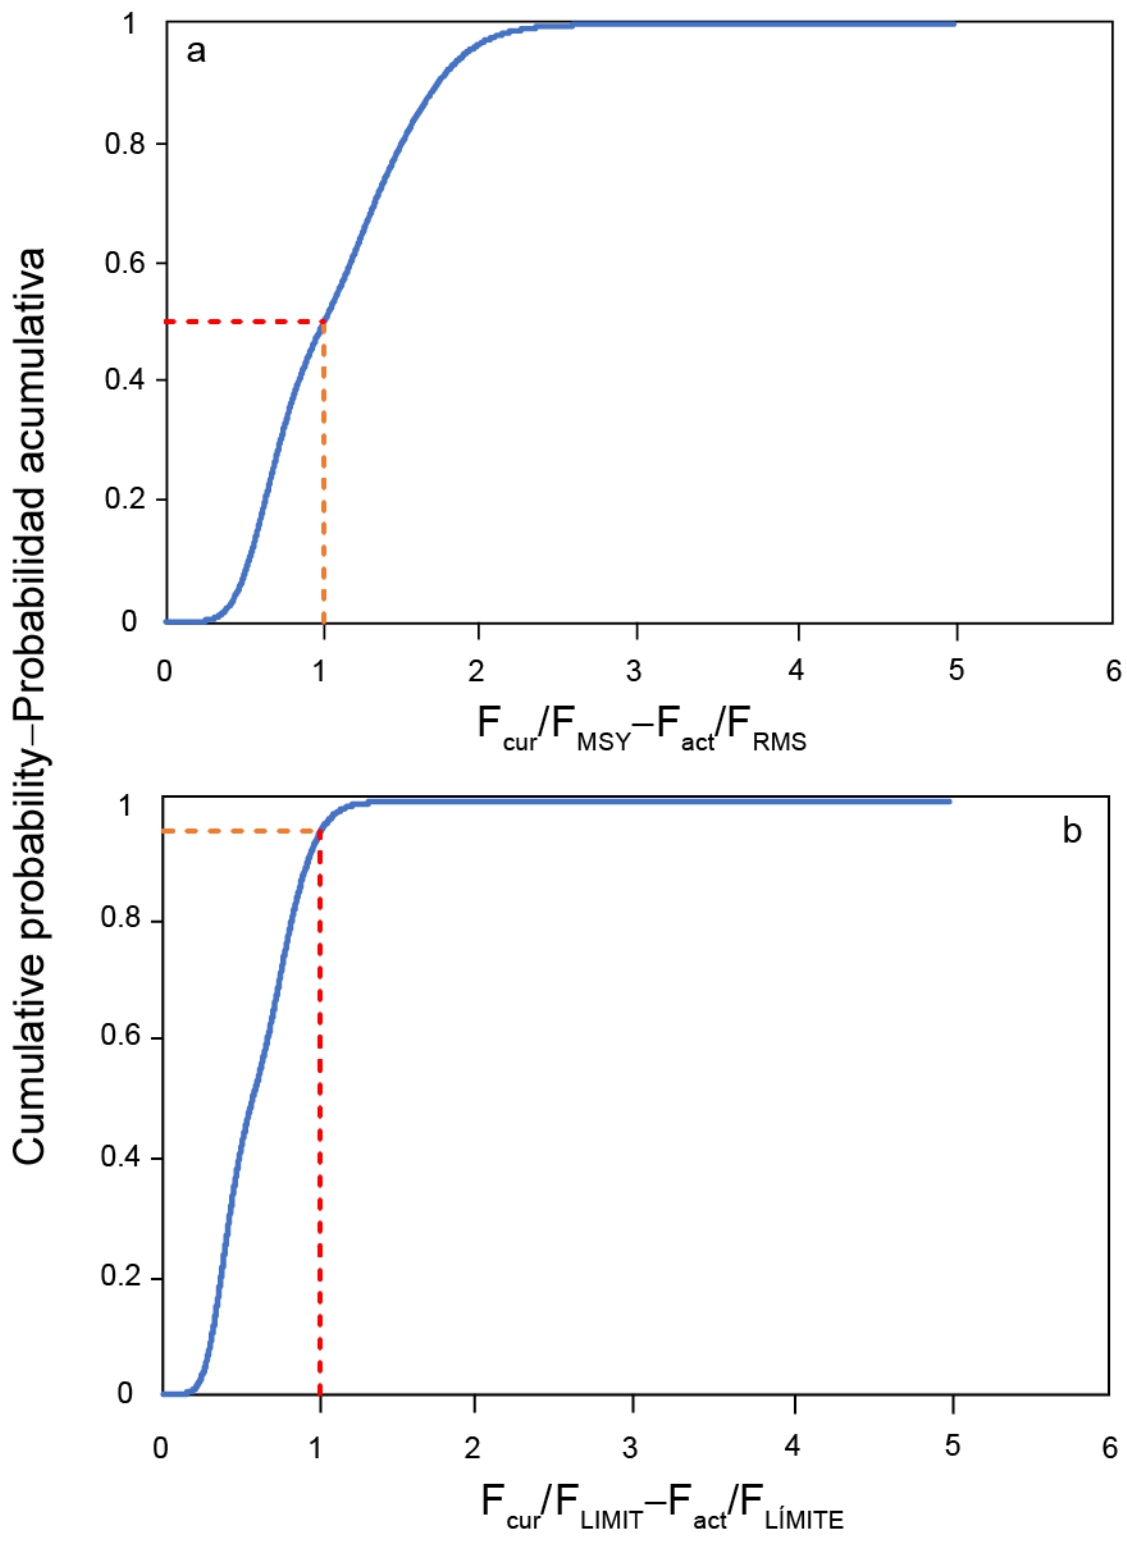 Cumulative probability–Probabilidad acumulativa
a
1
0.8
0.6
0.4
0.2
0
0 1 2 3 4 5 6
Fcur/FMSY–Fact/FRMS
b
1
0.8
0.6
0.4
0.2
0
0 1 2 3 4 5 6
Fcur/FLIMIT–Fact/FLÍMITE